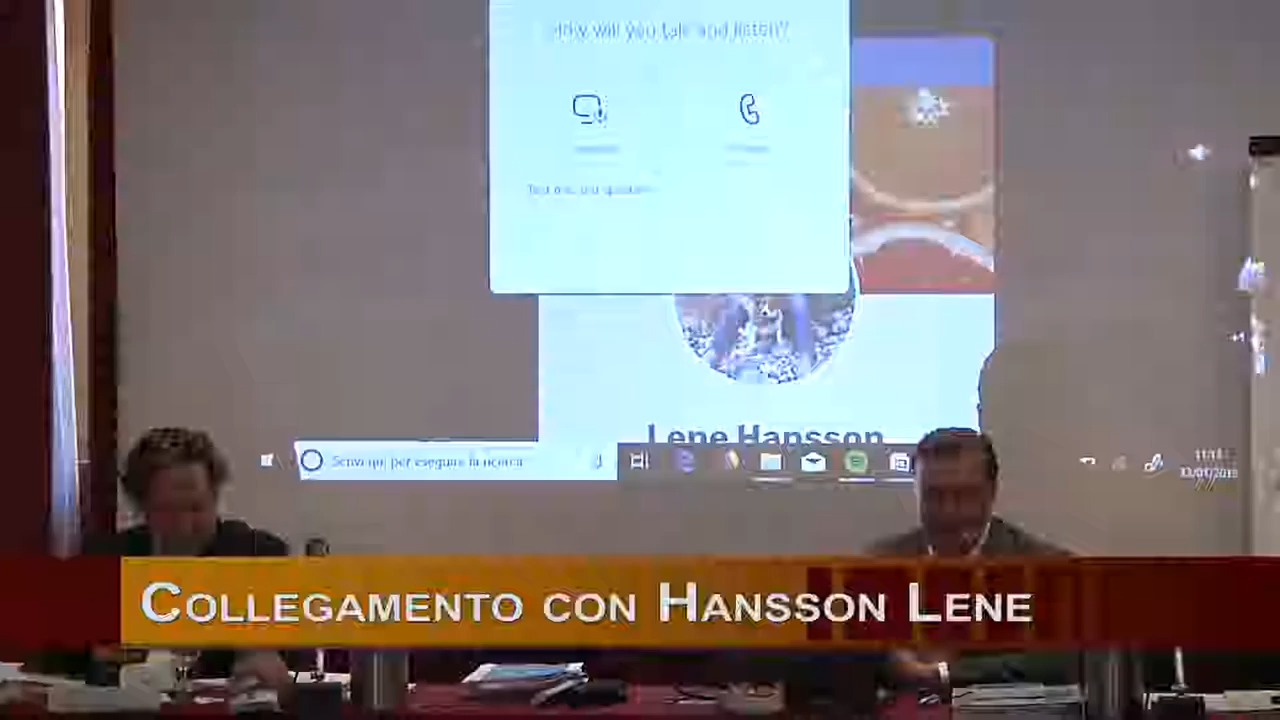 How will you talk and listen?
Lene Hansson
Scrivi qui per eseguire la ricerca
COLLEGAMENTO CON HANSSON LENE